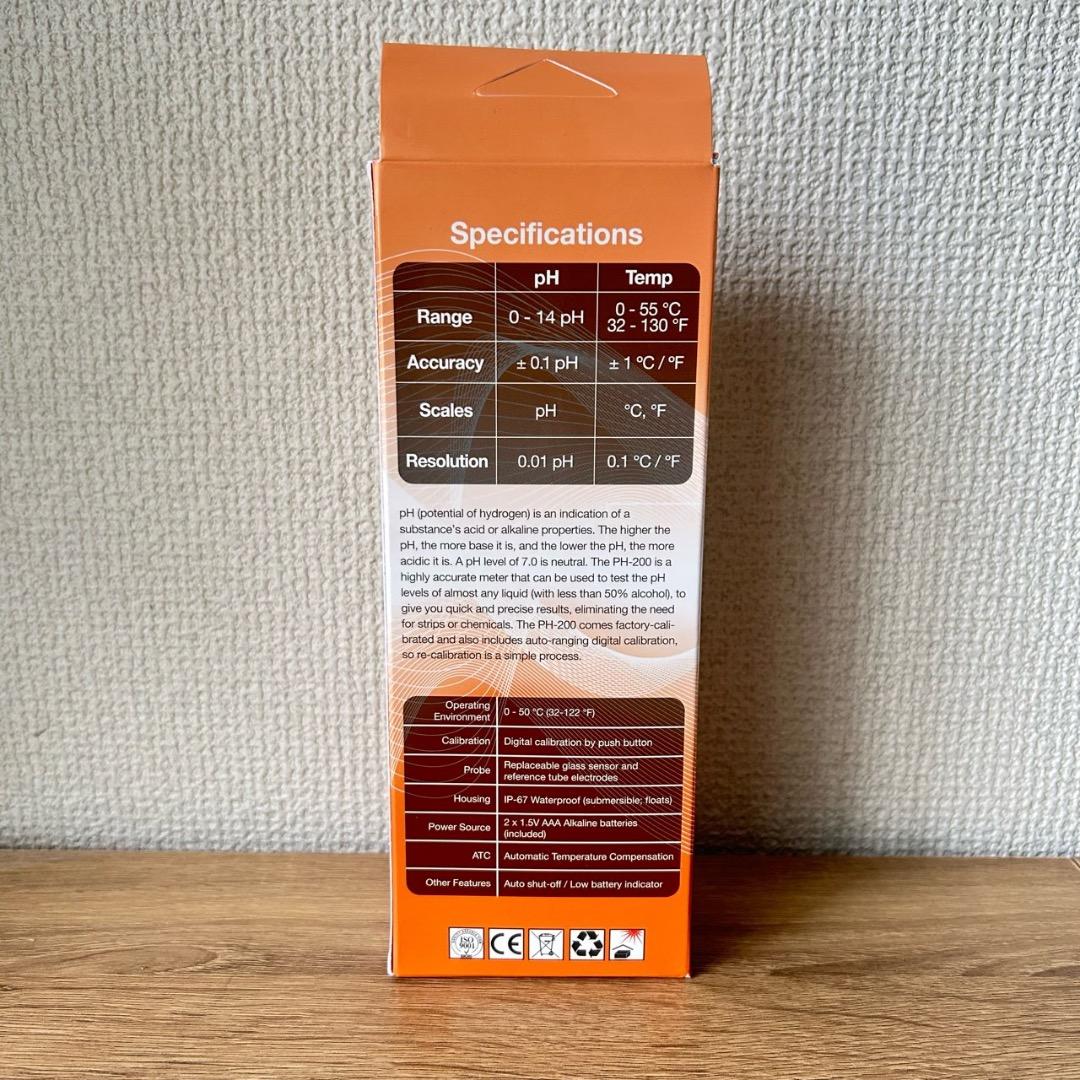 Specifications
pH Temp
Range 0 - 14 pH 0 - 55 °C
32 - 130 °F
Accuracy ± 0.1 pH ± 1 °C / °F
Scales pH °C, °F
Resolution 0.01 pH 0.1 °C / °F
pH (potential of hydrogen) is an indication of a
substance's acid or alkaline properties. The higher the
pH, the more base it is, and the lower the pH, the more
acidic it is. A pH level of 7.0 is neutral. The PH-200 is a
highly accurate meter that can be used to test the pH
levels of almost any liquid (with less than 50% alcohol), to
give you quick and precise results, eliminating the need
for strips or chemicals. The PH-200 comes factory-cali-
brated and also includes auto-ranging digital calibration,
so re-calibration is a simple process.
Operating
Environment 0 - 50 °C (32-122 °F)
Calibration Digital calibration by push button
Probe Replaceable glass sensor and
reference tube electrodes
Housing IP-67 Waterproof (submersible; floats)
Power Source 2 x 1.5V AAA Alkaline batteries
(included)
ATC Automatic Temperature Compensation
Other Features Auto shut-off / Low battery indicator
ISO
9001
CE